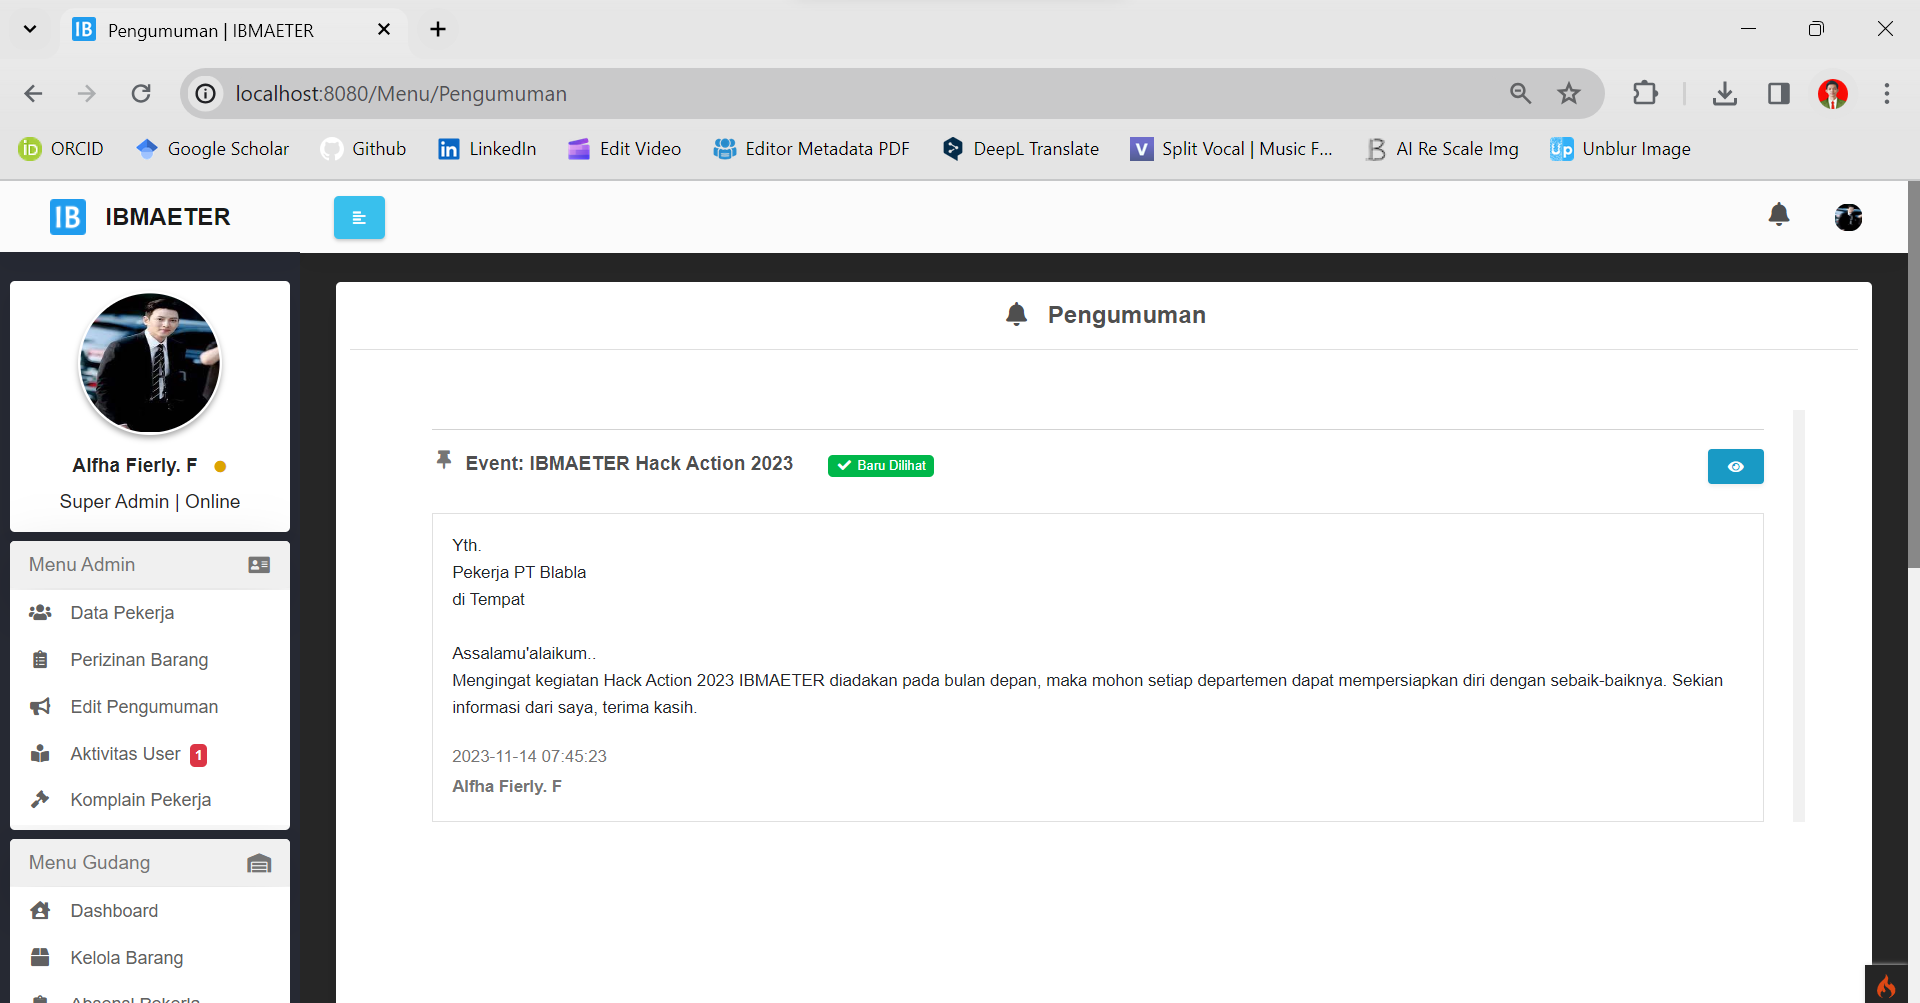 Pengumuman | IBMAETER
localhost:8080/Menu/Pengumuman
ORCID
Google Scholar
Github
LinkedIn
Edit Video
Editor Metadata PDF
DeepL Translate
Split Vocal | Music F...
AI Re Scale Img
Unblur Image
IB IBMAETER
Alfha Fierly. F
Super Admin | Online
Menu Admin
Data Pekerja
Perizinan Barang
Edit Pengumuman
Aktivitas User 1
Komplain Pekerja
Menu Gudang
Dashboard
Kelola Barang
Pengumuman
Event: IBMAETER Hack Action 2023
Baru Dilihat
Yth.
Pekerja PT Blabla
di Tempat
Assalamu'alaikum..
Mengingat kegiatan Hack Action 2023 IBMAETER diadakan pada bulan depan, maka mohon setiap departemen dapat mempersiapkan diri dengan sebaik-baiknya. Sekian
informasi dari saya, terima kasih.
2023-11-14 07:45:23
Alfha Fierly. F